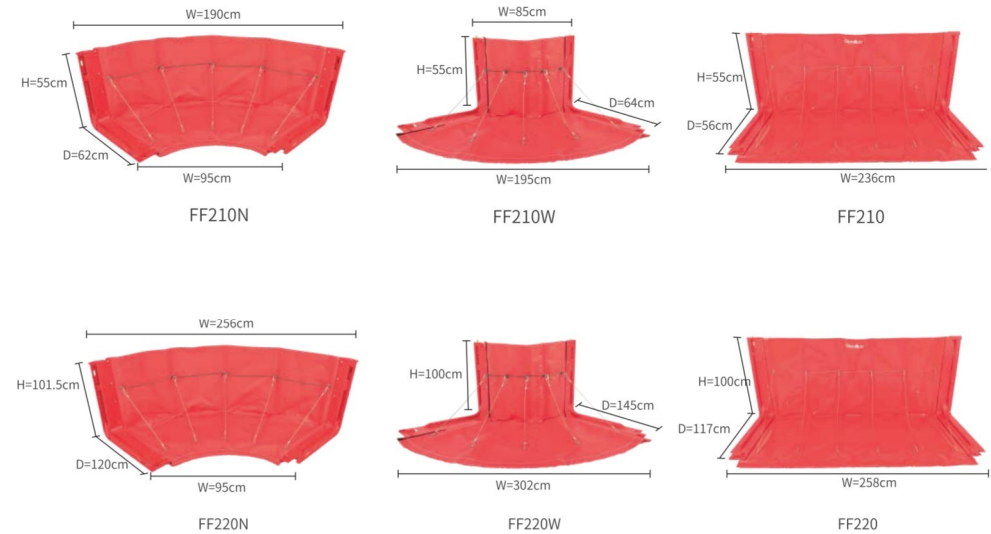 W=190cm
H=55cm
D=62cm
W=95cm
FF210N
W=85cm
H=55cm
D=64cm
W=195cm
FF210W
H=55cm
D=56cm
W=236cm
FF210
W=256cm
H=101.5cm
D=120cm
W=95cm
FF220N
H=100cm
D=145cm
W=302cm
FF220W
H=100cm
D=117cm
W=258cm
FF220